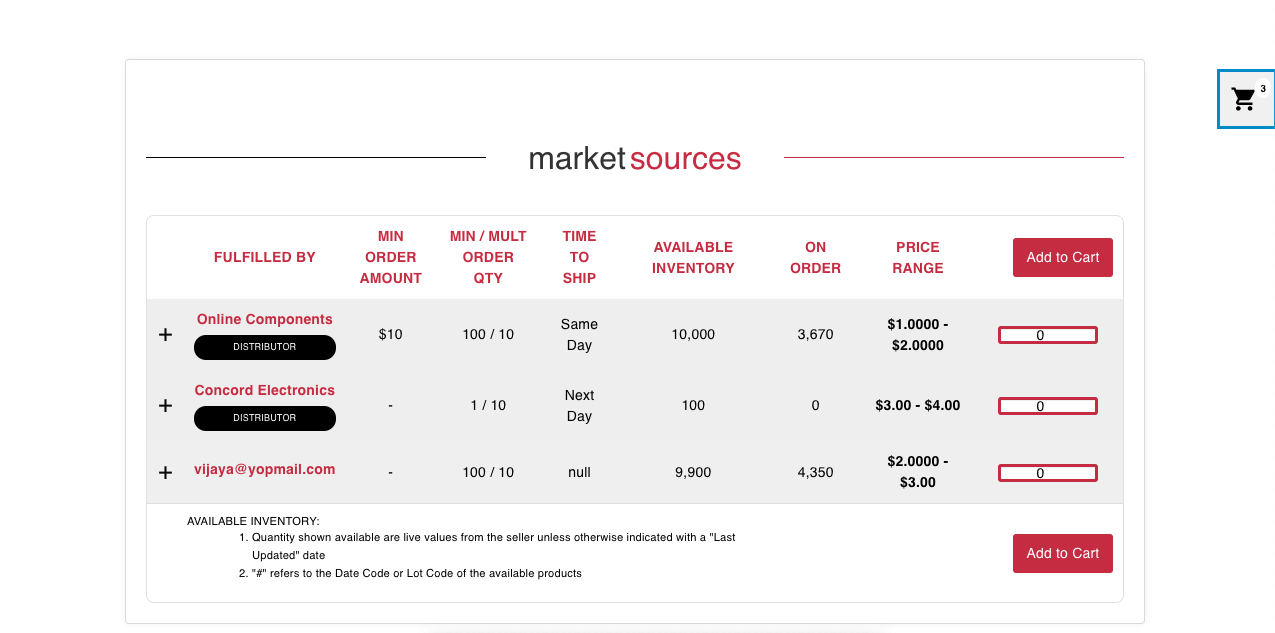 3
market sources
FULFILLED BY
MIN
ORDER
AMOUNT
MIN / MULT
ORDER
QTY
TIME
TO
SHIP
AVAILABLE
INVENTORY
ON
ORDER
PRICE
RANGE
Add to Cart
Online Components
DISTRIBUTOR
$10
100 / 10
Same
Day
10,000
3,670
$1.0000 -
$2.0000
0
Concord Electronics
DISTRIBUTOR
-
1 / 10
Next
Day
100
0
$3.00 - $4.00
0
vijaya@yopmail.com
-
100 / 10
null
9,900
4,350
$2.0000 -
$3.00
0
AVAILABLE INVENTORY:
1. Quantity shown available are live values from the seller unless otherwise indicated with a "Last
Updated" date
2. "#" refers to the Date Code or Lot Code of the available products
Add to Cart